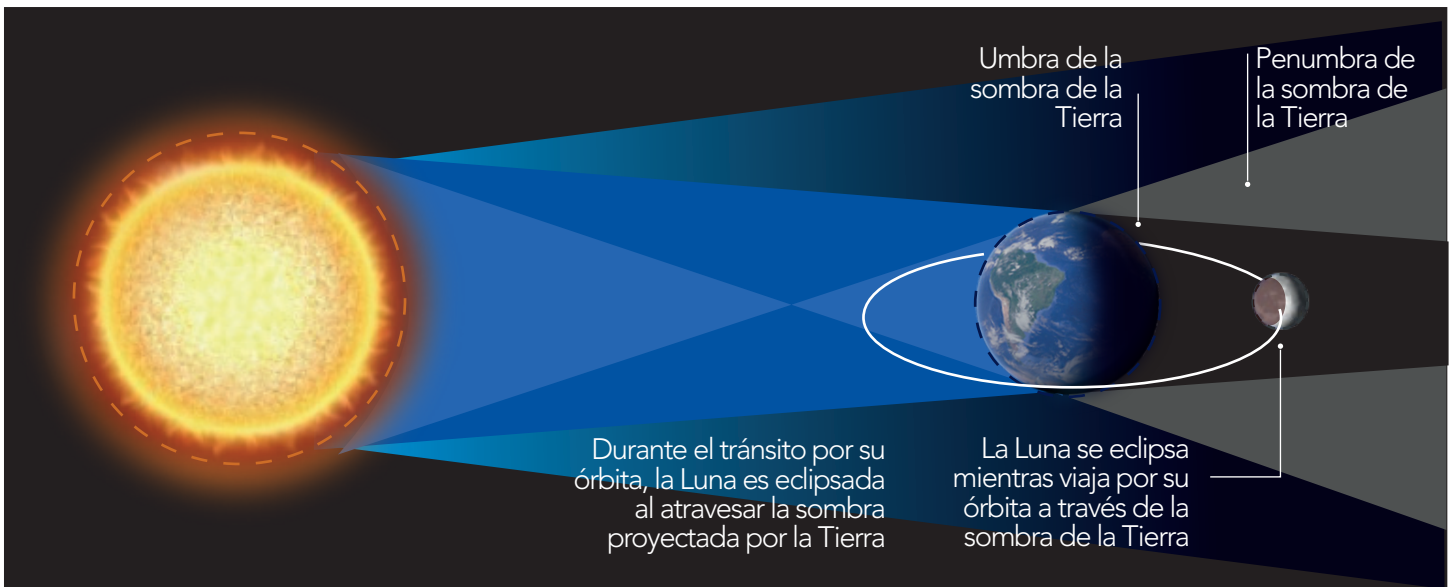 Umbra de la
sombra de la
Tierra
Penumbra de
la sombra de
la Tierra
Durante el tránsito por su
órbita, la Luna es eclipsada
al atravesar la sombra
proyectada por la Tierra
La Luna se eclipsa
mientras viaja por su
órbita a través de la
sombra de la Tierra